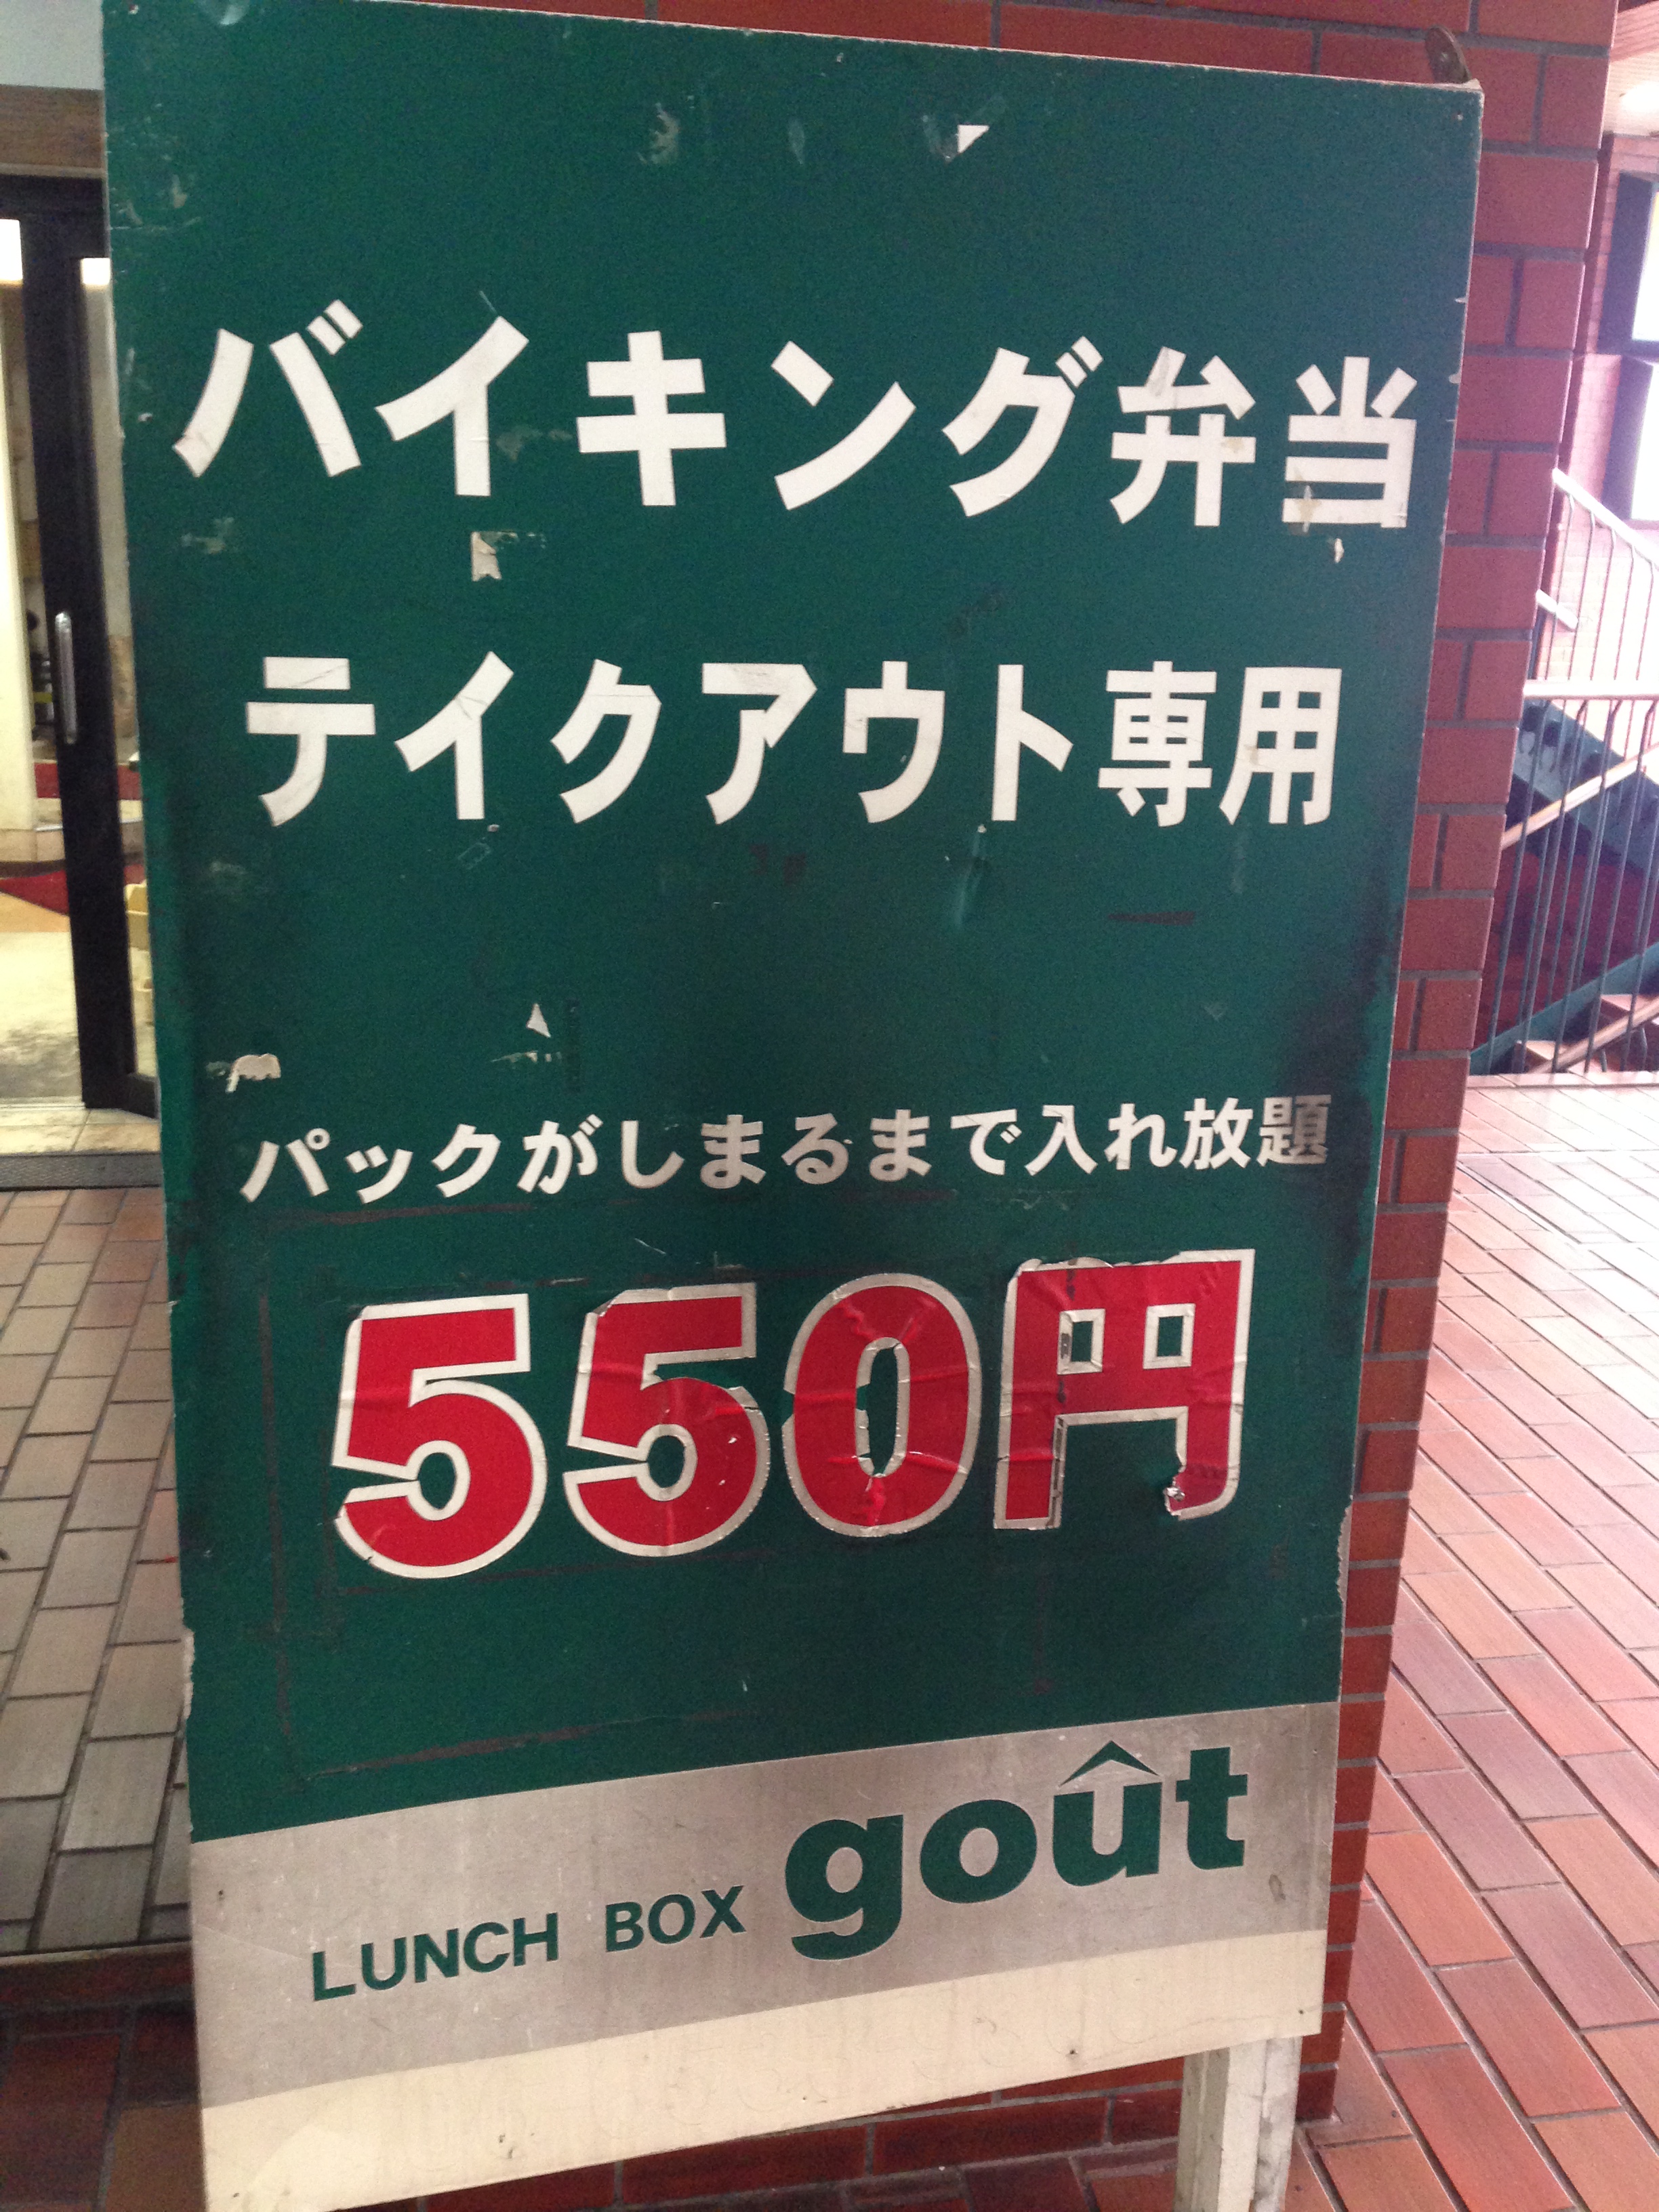 バイキング弁当
テイクアウト専用
パックがしまるまで入れ放題
550円
LUNCH BOX goût